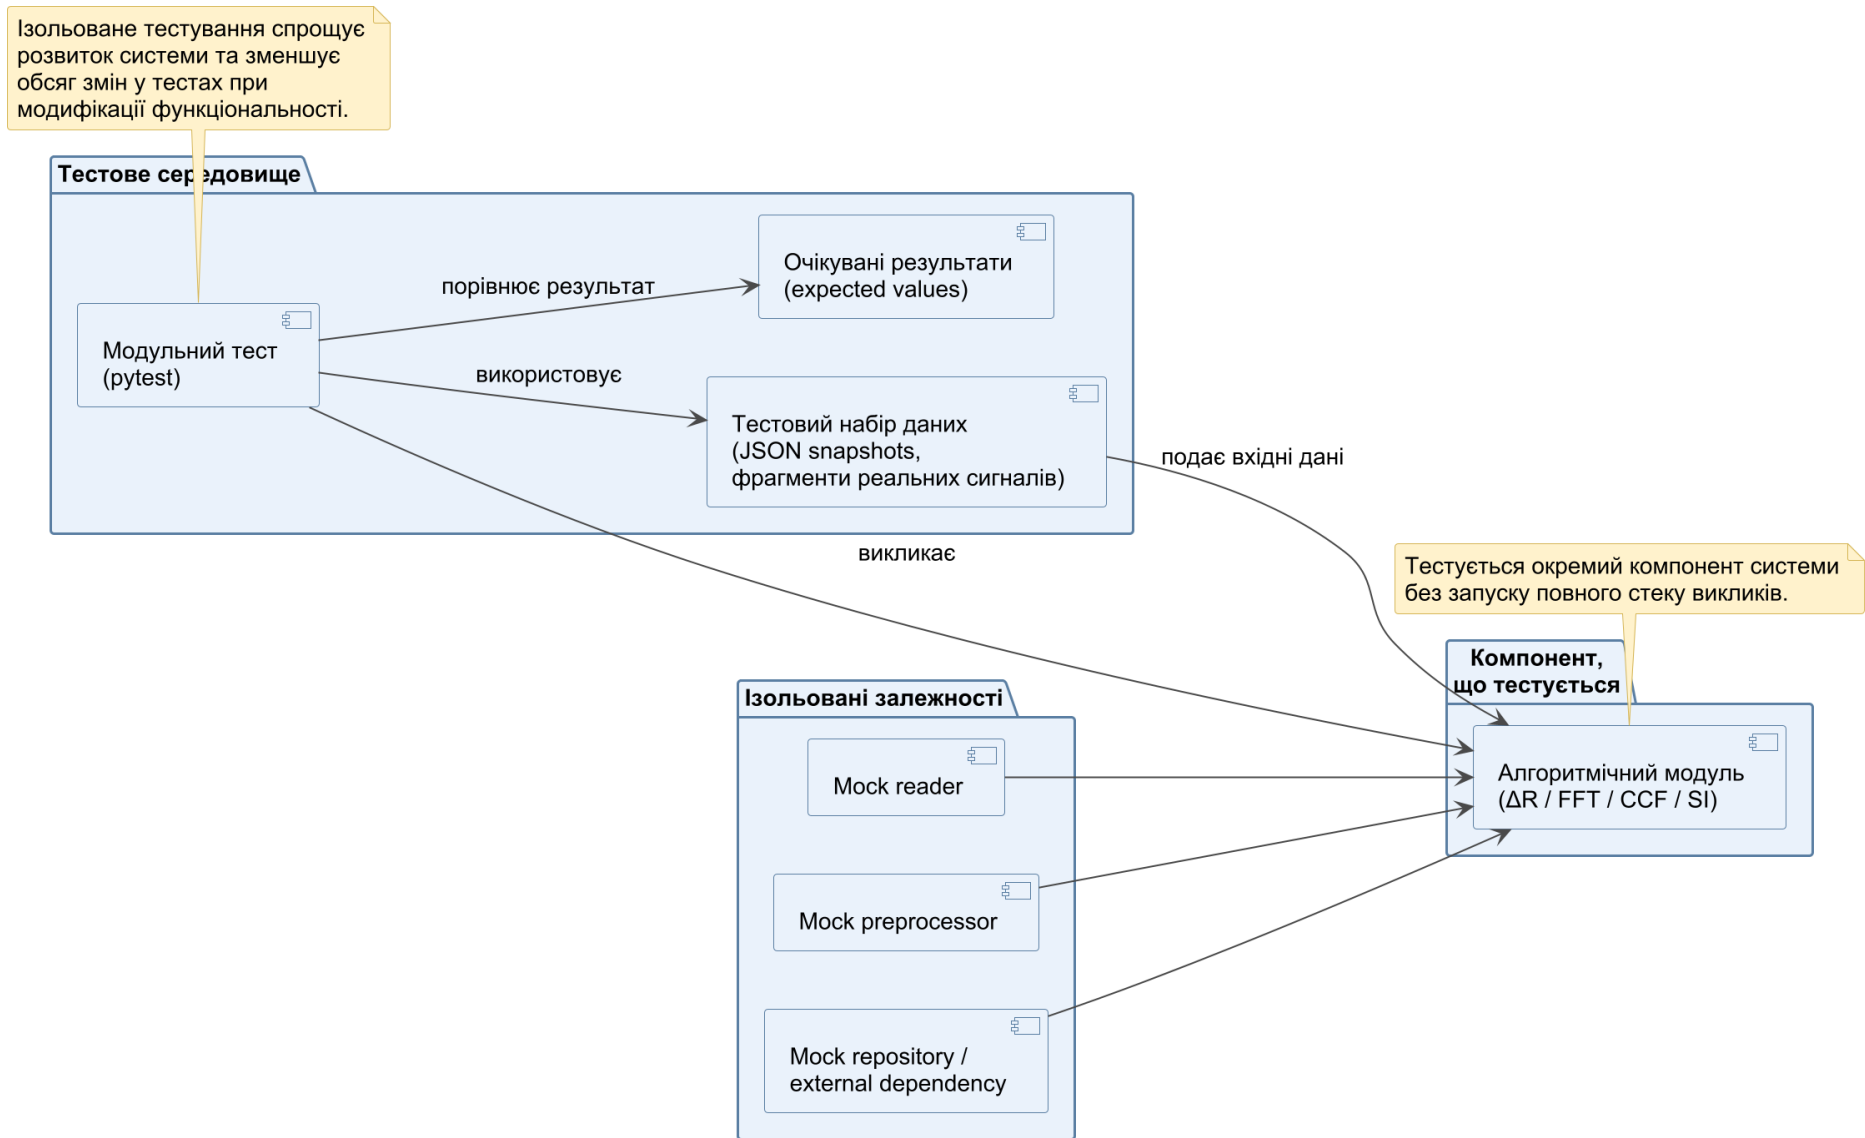 Ізольоване тестування спрощує
розвиток системи та зменшує
обсяг змін у тестах при
модифікації функціональності.
Тестове середовище
Очікувані результати
(expected values)
порівнює результат
Модульний тест
(pytest)
використовує
Тестовий набір даних
(JSON snapshots,
фрагменти реальних сигналів)
подає вхідні дані
викликає
Тестується окремий компонент системи
без запуску повного стеку викликів.
Компонент,
що тестується
Алгоритмічний модуль
(ΔR / FFT / CCF / SI)
Ізольовані залежності
Mock reader
Mock preprocessor
Mock repository /
external dependency